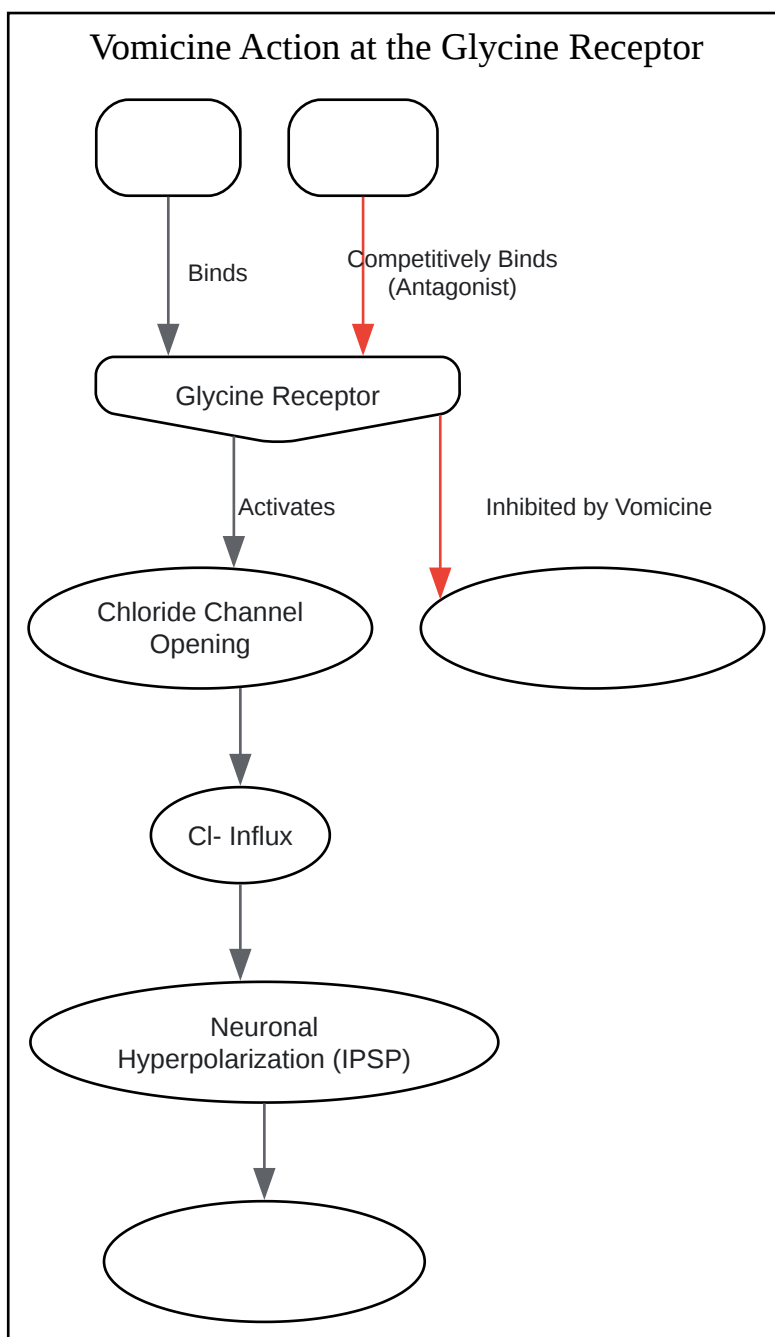 Vomicine Action at the Glycine Receptor
Binds
Competitively Binds
(Antagonist)
Glycine Receptor
Activates
Inhibited by Vomicine
Chloride Channel
Opening
Cl- Influx
Neuronal
Hyperpolarization (IPSP)